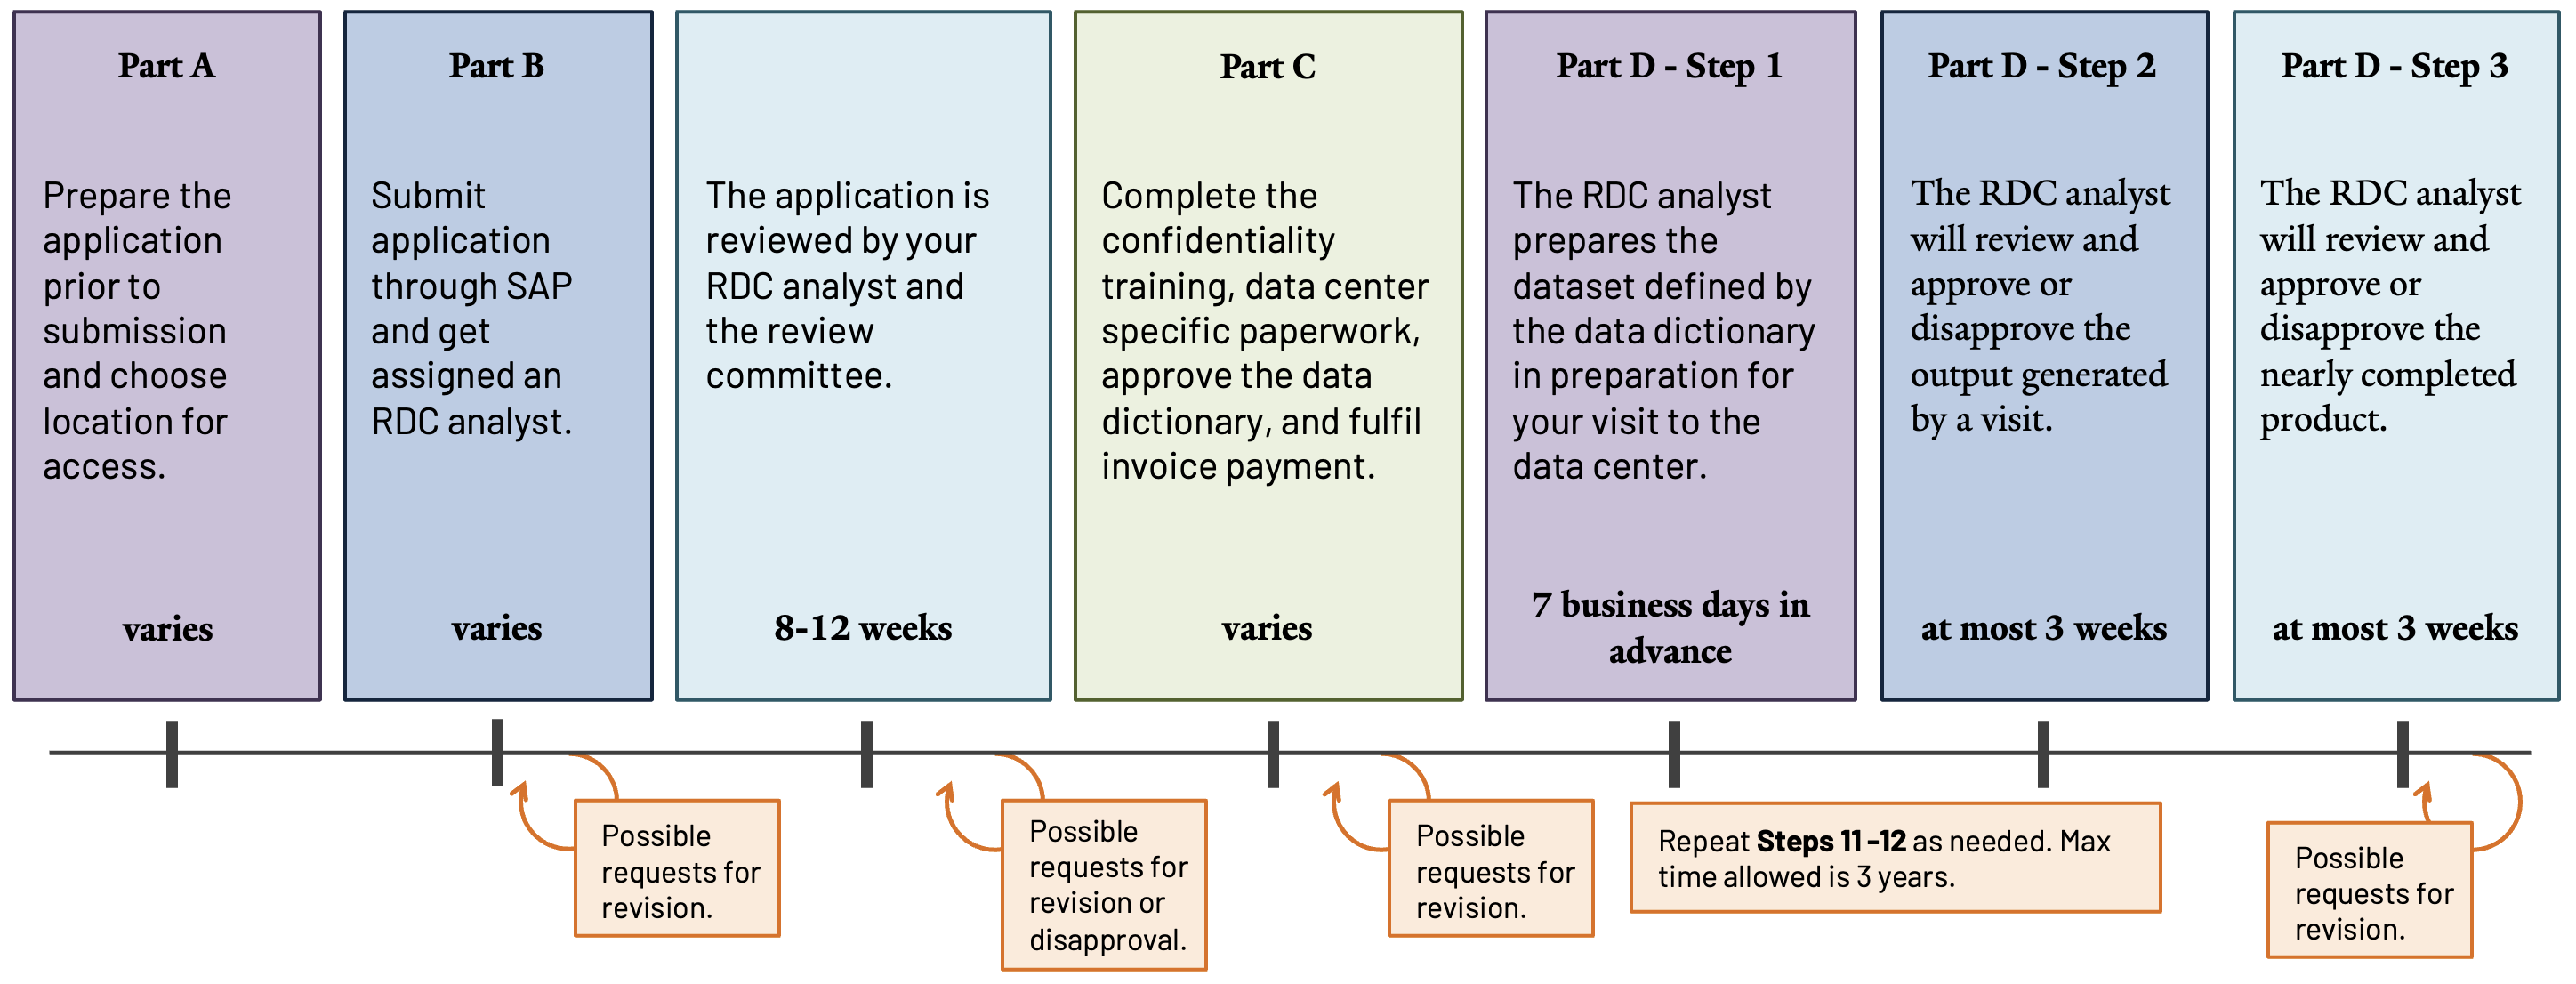 Part A
Prepare the
application
prior to
submission
and choose
location for
access.
varies
Part B
Submit
application
through SAP
and get
assigned an
RDC analyst.
varies
The application is
reviewed by your
RDC analyst and
the review
committee.
8-12 weeks
Part C
Complete the
confidentiality
training, data center
specific paperwork,
approve the data
dictionary, and fulfil
invoice payment.
varies
Part D - Step 1
The RDC analyst
prepares the
dataset defined by
the data dictionary
in preparation for
your visit to the
data center.
7 business days in
advance
Part D - Step 2
The RDC analyst
will review and
approve or
disapprove the
output generated
by a visit.
at most 3 weeks
Part D - Step 3
The RDC analyst
will review and
approve or
disapprove the
nearly completed
product.
at most 3 weeks
Possible
requests for
revision.
Possible
requests for
revision or
disapproval.
Possible
requests for
revision.
Repeat Steps 11-12 as needed. Max
time allowed is 3 years.
Possible
requests for
revision.